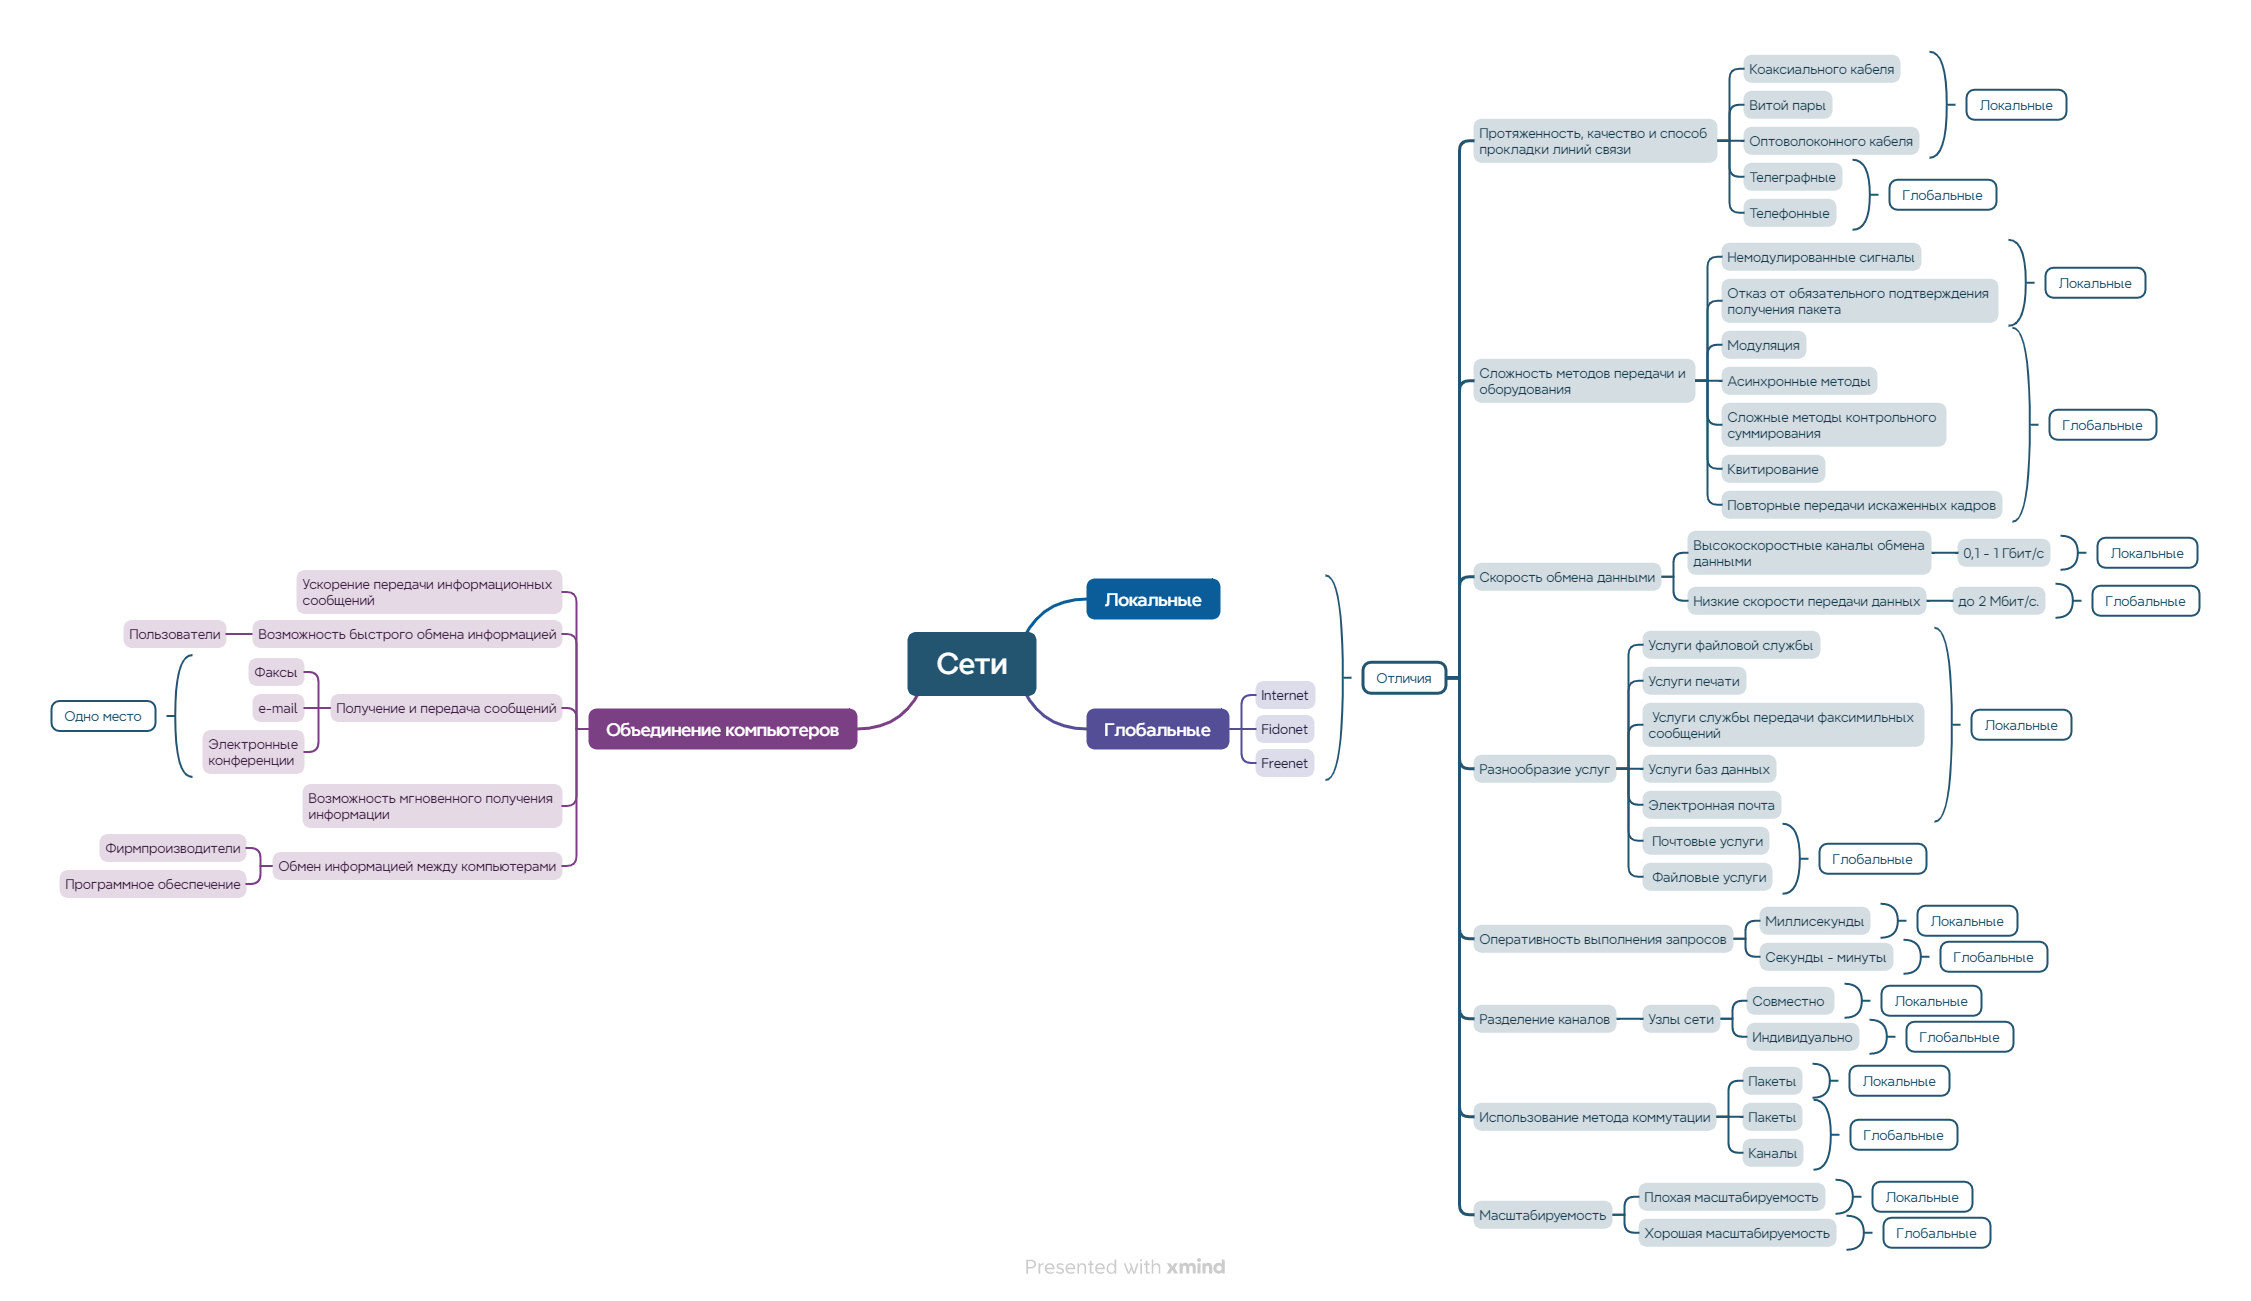 Сети
Локальные
Глобальные
Internet
Fidonet
Freenet
Отличия
Протяженность, качество и способ
прокладки линий связи
Коаксиального кабеля
Витой пары
Оптоволоконного кабеля
Локальные
Телеграфные
Телефонные
Глобальные
Сложность методов передачи и
оборудования
Немодулированные сигналы
Отказ от обязательного подтверждения
получения пакета
Локальные
Модуляция
Асинхронные методы
Сложные методы контрольного
суммирования
Квитирование
Повторные передачи искаженных кадров
Глобальные
Скорость обмена данными
Высокоскоростные каналы обмена
данными
0,1 - 1 Гбит/с
Локальные
Низкие скорости передачи данных
до 2 Мбит/с.
Глобальные
Разнообразие услуг
Услуги файловой службы
Услуги печати
Услуги службы передачи факсимильных
сообщений
Услуги баз данных
Электронная почта
Локальные
Почтовые услуги
Файловые услуги
Глобальные
Оперативность выполнения запросов
Миллисекунды
Локальные
Секунды - минуты
Глобальные
Разделение каналов
Узлы сети
Совместно
Локальные
Индивидуально
Глобальные
Использование метода коммутации
Пакеты
Локальные
Пакеты
Каналы
Глобальные
Масштабируемость
Плохая масштабируемость
Локальные
Хорошая масштабируемость
Глобальные
Объединение компьютеров
Ускорение передачи информационных
сообщений
Возможность быстрого обмена информацией
Пользователи
Получение и передача сообщений
Факсы
e-mail
Электронные
конференции
Одно место
Возможность мгновенного получения
информации
Обмен информацией между компьютерами
Фирмпроизводители
Программное обеспечение
Presented with xmind